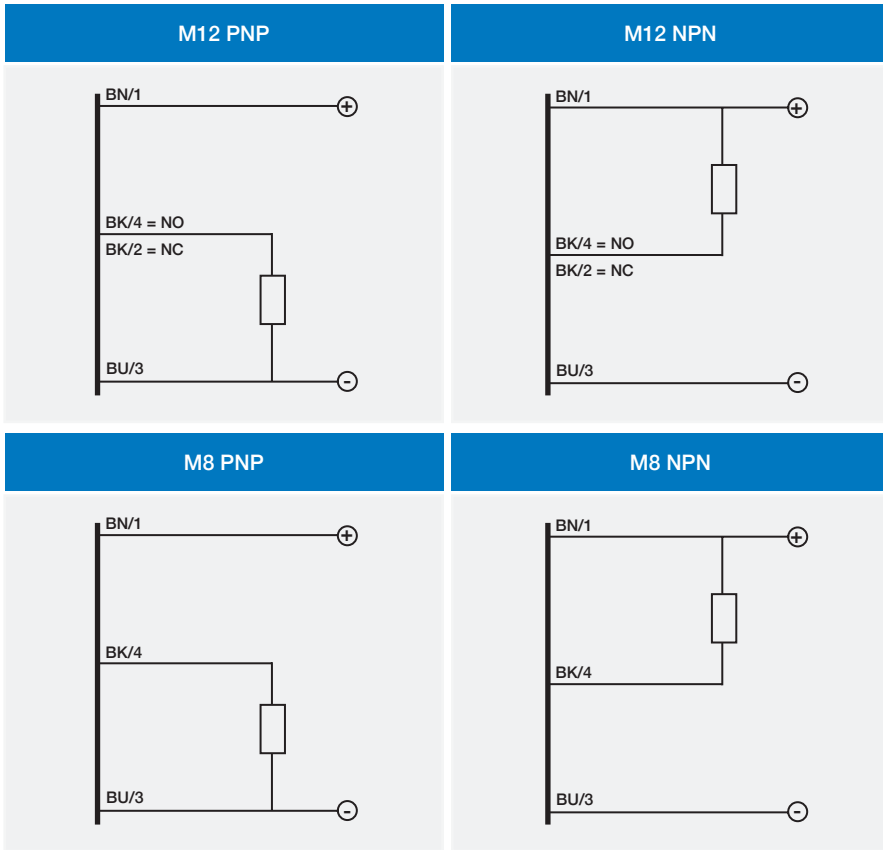 M12 PNP
BN/1
+
BK/4 = NO
BK/2 = NC
BU/3
-
M12 NPN
BN/1
+
BK/4 = NO
BK/2 = NC
BU/3
-
M8 PNP
BN/1
+
BK/4
BU/3
-
M8 NPN
BN/1
+
BK/4
BU/3
-